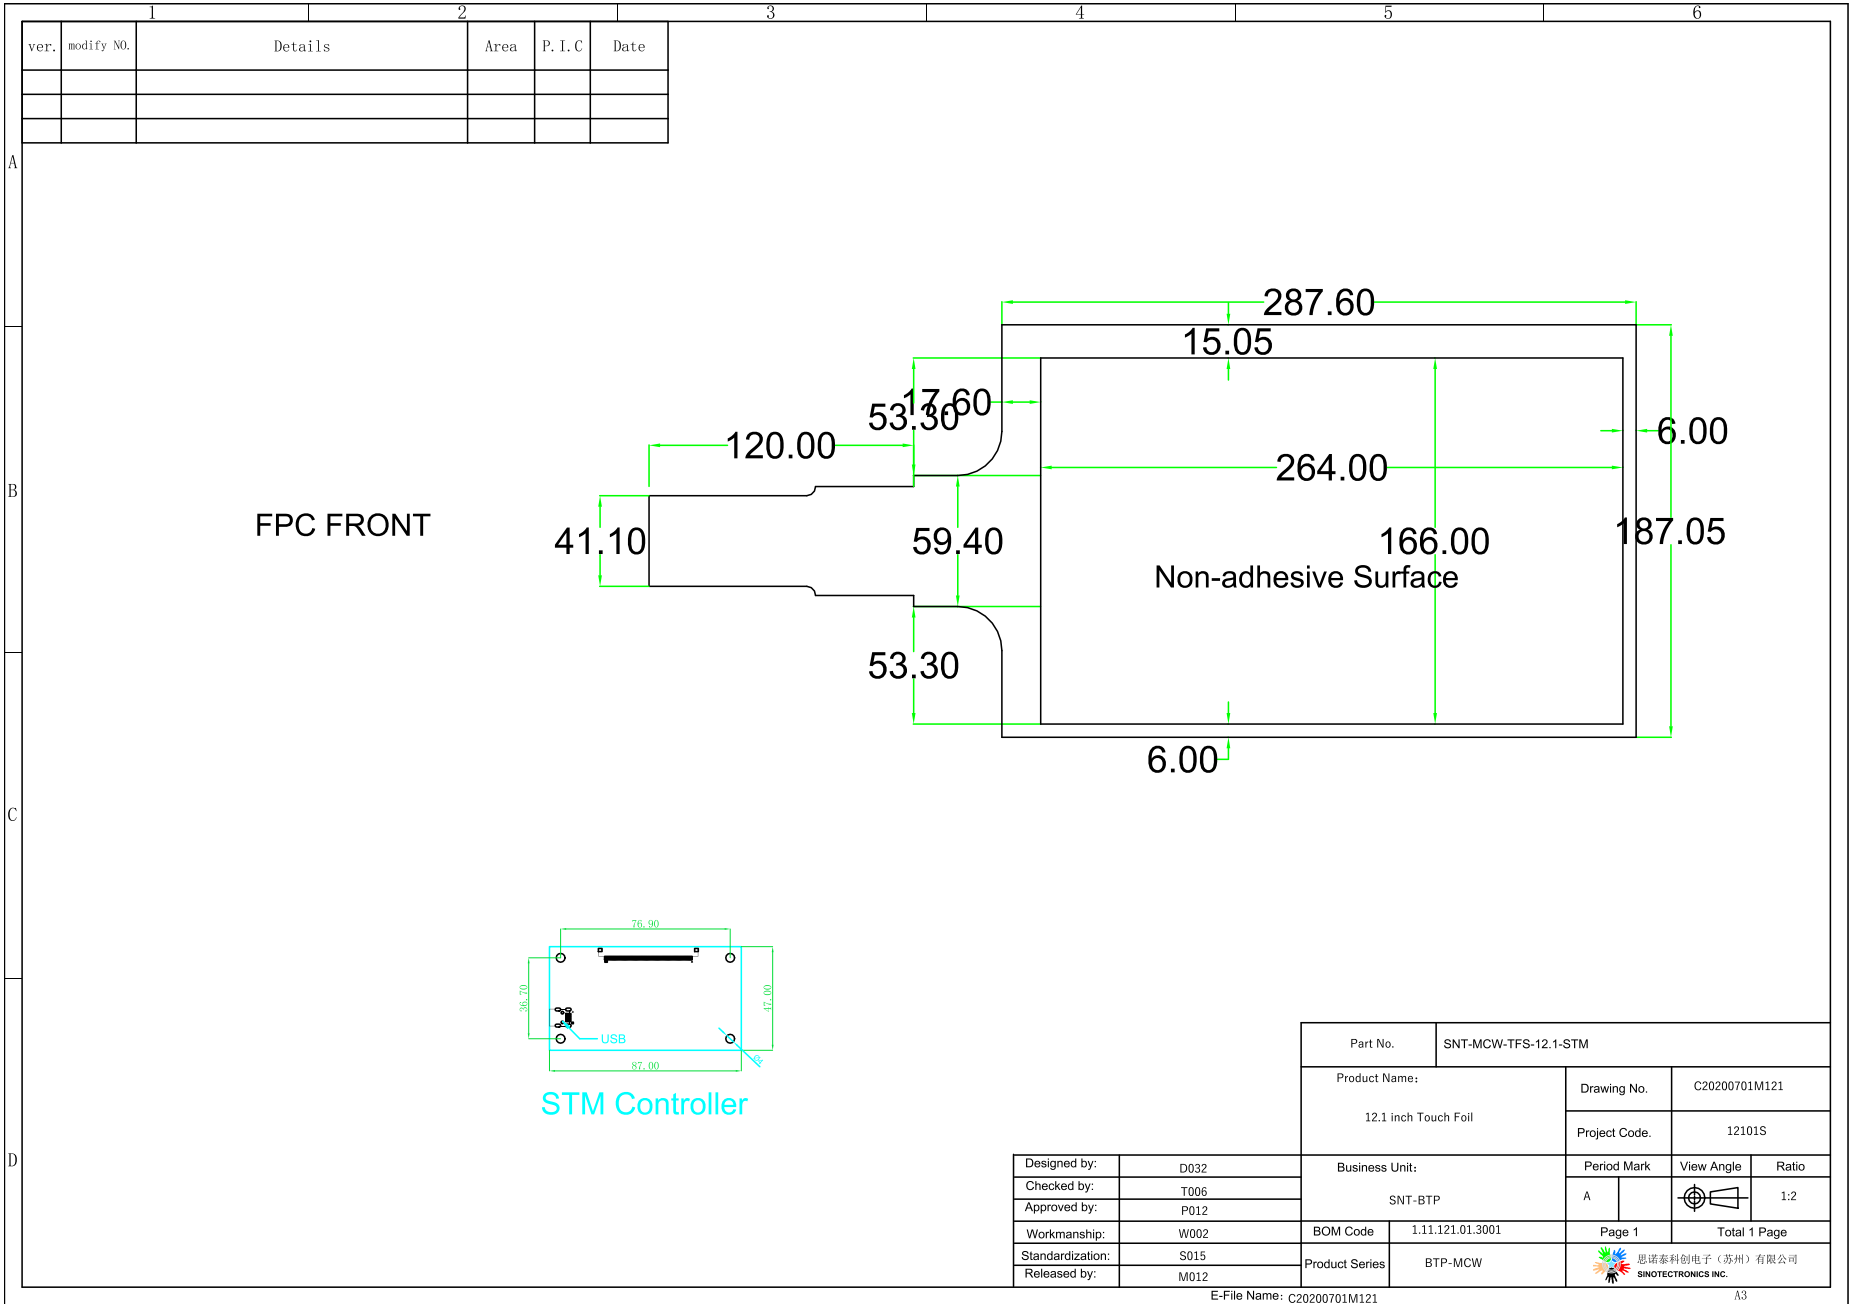 1 2 3 4 5 6
ver. modify NO. Details Area P.I.C Date
A
B
C
D
287.60
15.05
17.60
53.30
120.00
6.00
264.00
FPC FRONT
41.10
59.40
166.00
187.05
Non-adhesive Surface
53.30
6.00
76.90
36.70
47.00
USB
87.00
STM Controller
Part No. SNT-MCW-TFS-12.1-STM
Product Name:
12.1 inch Touch Foil
Drawing No. C20200701M121
Project Code. 12101S
Designed by: D032
Checked by: T006
Approved by: P012
Workmanship: W002
Standardization: S015
Released by: M012
Business Unit:
SNT-BTP
Period Mark View Angle Ratio
A 1:2
BOM Code 1.11.121.01.3001
Page 1 Total 1 Page
Product Series BTP-MCW
思诺泰科创电子（苏州）有限公司
SINOTECTRONICS INC.
E-File Name: C20200701M121
A3